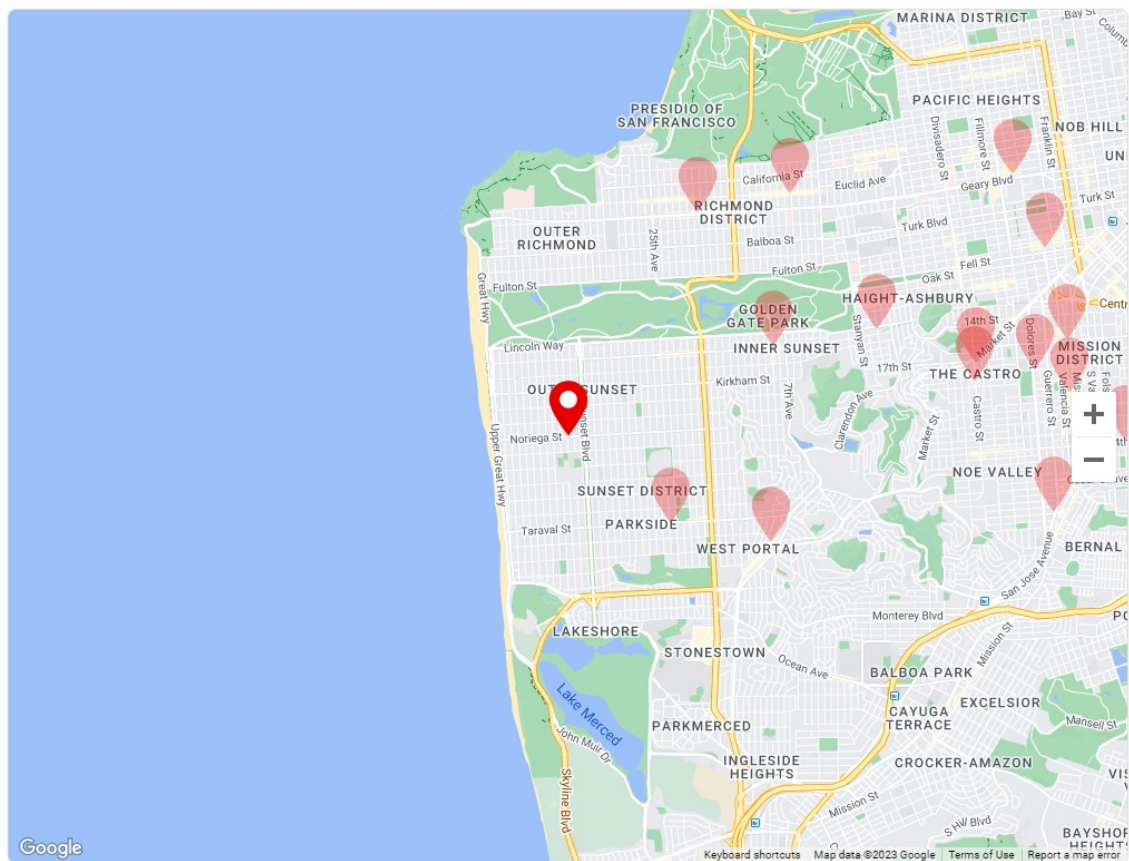 MARINA DISTRICT
Bay St
PACIFIC HEIGHTS
PRESIDIO OF
SAN FRANCISCO
Divisadero St
Fillmore St
Franklin St
NOB HILL
California St
Euclid Ave
Geary Blvd
Turk St
RICHMOND
DISTRICT
Turk Blvd
OUTER
RICHMOND
25th Ave
Balboa St
Great Hwy
Fulton St
Fulton St
Fell St
Oak St
HAIGHT-ASHBURY
GOLDEN
GATE PARK
Stanyan St
14th St
Market St
Dolores St
Lincoln Way
INNER SUNSET
17th St
MISSION
DISTRICT
Kirkham St
THE CASTRO
7th Ave
Clarendon Ave
Market St
Castro St
Guerrero St
Valencia St
Noriega St
Upper Great Hwy
NOE VALLEY
SUNSET DISTRICT
Taraval St
PARKSIDE
WEST PORTAL
San Jose Avenue
BERNAL
Monterey Blvd
LAKESHORE
STONESTOWN
Ocean Ave
Mission St
BALBOA PARK
Lake Merced
CAYUGA
TERRACE
EXCELSIOR
Mansell St
PARKMERCED
John Muir Dr
INGLESIDE
HEIGHTS
CROCKER-AMAZON
Skyline Blvd
Mission St
S HW Blvd
Google
Keyboard shortcuts Map data ©2023 Google Terms of Use Report a map error